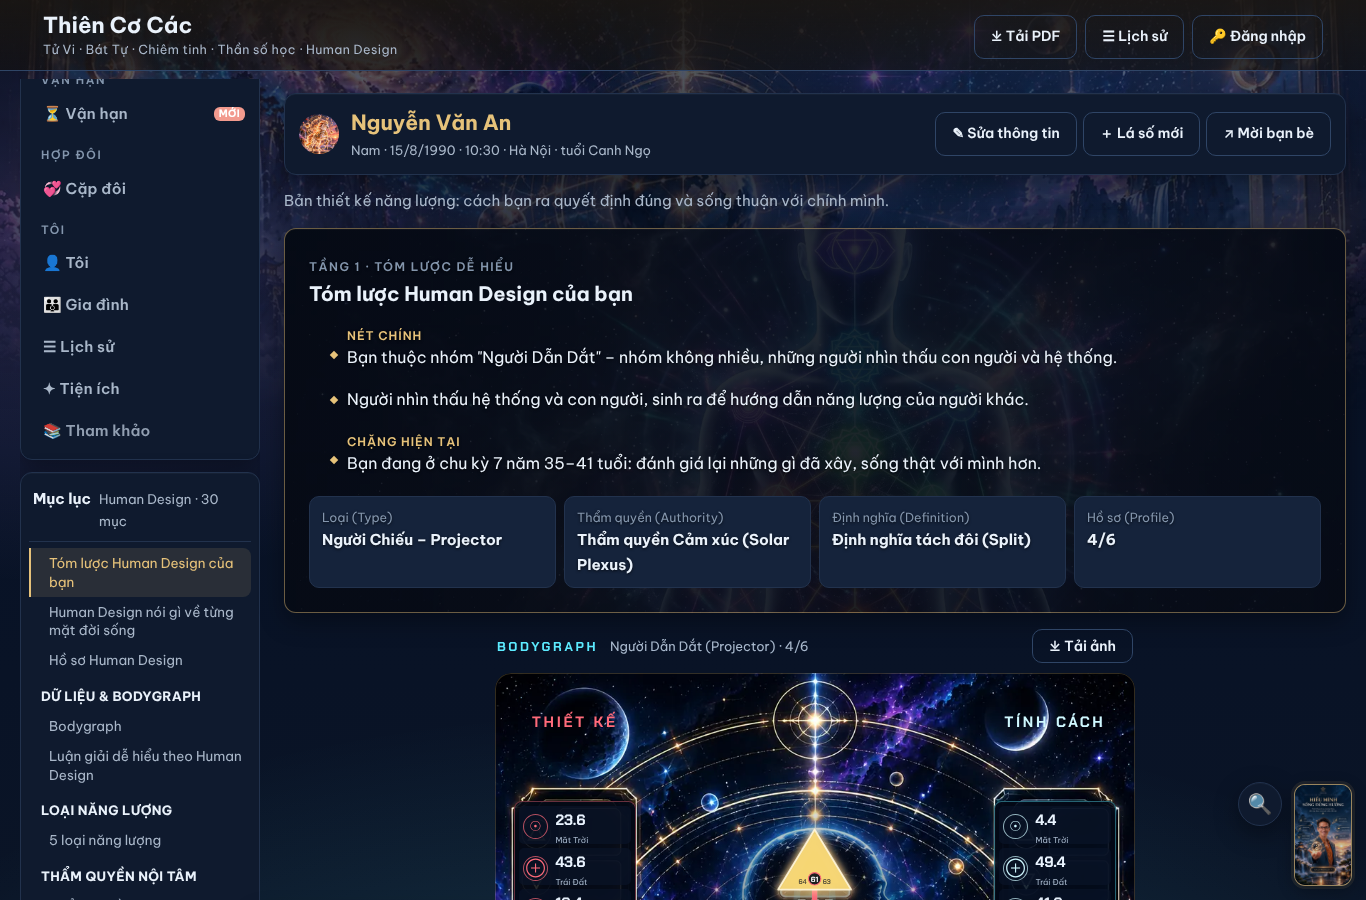 Thiên Cơ Các
Tử Vi · Bát Tự · Chiêm tinh · Thần số học · Human Design
Tải PDF
Lịch sử
Đăng nhập
VẬN HẠN
Vận hạn
MỚI
HỢP ĐÔI
Cặp đôi
TÔI
Tôi
Gia đình
Lịch sử
Tiện ích
Tham khảo
Mục lục
Human Design · 30
mục
Tóm lược Human Design của
bạn
Human Design nói gì về từng
mặt đời sống
Hồ sơ Human Design
DỮ LIỆU & BODYGRAPH
Bodygraph
Luận giải dễ hiểu theo Human
Design
LOẠI NĂNG LƯỢNG
5 loại năng lượng
THẨM QUYỀN NỘI TÂM
Nguyễn Văn An
Nam · 15/8/1990 · 10:30 · Hà Nội · tuổi Canh Ngọ
Sửa thông tin
+ Lá số mới
Mời bạn bè
Bản thiết kế năng lượng: cách bạn ra quyết định đúng và sống thuận với chính mình.
TẦNG 1 · TÓM LƯỢC DỄ HIỂU
Tóm lược Human Design của bạn
NÉT CHÍNH
Bạn thuộc nhóm "Người Dẫn Dắt" – nhóm không nhiều, những người nhìn thấu con người và hệ thống.
Người nhìn thấu hệ thống và con người, sinh ra để hướng dẫn năng lượng của người khác.
CHẶNG HIỆN TẠI
Bạn đang ở chu kỳ 7 năm 35–41 tuổi: đánh giá lại những gì đã xây, sống thật với mình hơn.
Loại (Type)
Người Chiếu – Projector
Thẩm quyền (Authority)
Thẩm quyền Cảm xúc (Solar
Plexus)
Định nghĩa (Definition)
Định nghĩa tách đôi (Split)
Hồ sơ (Profile)
4/6
BODYGRAPH
Người Dẫn Dắt (Projector) · 4/6
Tải ảnh
THIẾT KẾ
TÍNH CÁCH
23.6
Mặt Trời
43.6
Trái Đất
4.4
Mặt Trời
49.4
Trái Đất
64 61 63